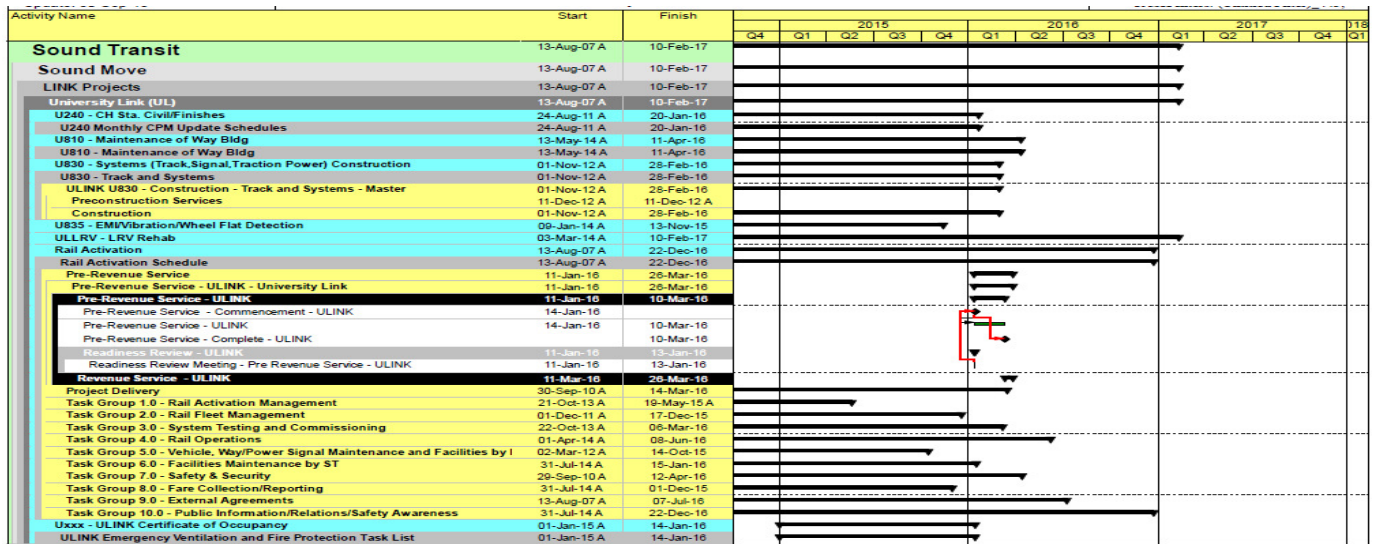 Activity Name Start Finish
2015 2016 2017 018
Q4 Q1 Q2 Q3 Q4 Q1 Q2 Q3 Q4 Q1 Q2 Q3 Q4 Q1
Sound Transit 13-Aug-07 A 10-Feb-17
Sound Move 13-Aug-07 A 10-Feb-17
LINK Projects 13-Aug-07 A 10-Feb-17
University Link (UL) 13-Aug-07 A 10-Feb-17
U240 - CH Sta. Civil/Finishes 24-Aug-11 A 20-Jan-16
U240 Monthly CPM Update Schedules 24-Aug-11 A 20-Jan-16
U810 - Maintenance of Way Bldg 13-May-14 A 11-Apr-16
U810 - Maintenance of Way Bldg 13-May-14 A 11-Apr-16
U830 - Systems (Track,Signal,Traction Power) Construction 01-Nov-12 A 28-Feb-16
U830 - Track and Systems 01-Nov-12 A 28-Feb-16
ULINK U830 - Construction - Track and Systems - Master 01-Nov-12 A 28-Feb-16
Preconstruction Services 11-Dec-12 A 11-Dec-12 A
Construction 01-Nov-12 A 28-Feb-16
U835 - EMI/Vibration/Wheel Flat Detection 09-Jan-14 A 13-Nov-15
ULLRV - LRV Rehab 03-Mar-14 A 10-Feb-17
Rail Activation 13-Aug-07 A 22-Dec-16
Rail Activation Schedule 13-Aug-07 A 22-Dec-16
Pre-Revenue Service 11-Jan-16 26-Mar-16
Pre-Revenue Service - ULINK - University Link 11-Jan-16 26-Mar-16
Pre-Revenue Service - ULINK 11-Jan-16 10-Mar-16
Pre-Revenue Service - Commencement - ULINK 14-Jan-16
Pre-Revenue Service - ULINK 14-Jan-16 10-Mar-16
Pre-Revenue Service - Complete - ULINK 10-Mar-16
Readiness Review - ULINK 11-Jan-16 13-Jan-16
Readiness Review Meeting - Pre Revenue Service - ULINK 11-Jan-16 13-Jan-16
Revenue Service - ULINK 11-Mar-16 26-Mar-16
Project Delivery 30-Sep-10 A 14-Mar-16
Task Group 1.0 - Rail Activation Management 21-Oct-13 A 19-May-15 A
Task Group 2.0 - Rail Fleet Management 01-Dec-11 A 17-Dec-15
Task Group 3.0 - System Testing and Commissioning 22-Oct-13 A 06-Mar-16
Task Group 4.0 - Rail Operations 01-Apr-14 A 08-Jun-16
Task Group 5.0 - Vehicle, Way/Power Signal Maintenance and Facilities by 02-Mar-12 A 14-Oct-15
Task Group 6.0 - Facilities Maintenance by ST 31-Jul-14 A 15-Jan-16
Task Group 7.0 - Safety & Security 29-Sep-10 A 12-Apr-16
Task Group 8.0 - Fare Collection/Reporting 31-Jul-14 A 01-Dec-15
Task Group 9.0 - External Agreements 13-Aug-07 A 07-Jul-16
Task Group 10.0 - Public Information/Relations/Safety Awareness 31-Jul-14 A 22-Dec-16
Uxxx - ULINK Certificate of Occupancy 01-Jan-15 A 14-Jan-16
ULINK Emergency Ventilation and Fire Protection Task List 01-Jan-15 A 14-Jan-16